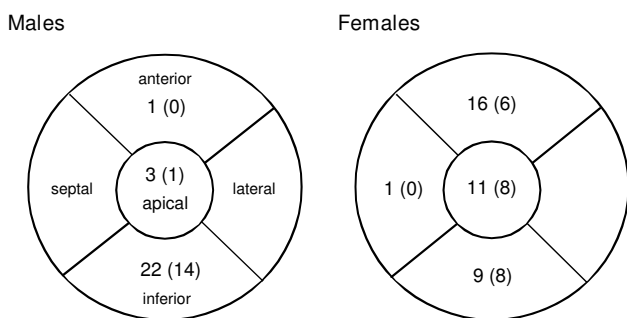 Males
anterior
1 (0)
septal
3 (1)
apical
lateral
22 (14)
inferior
Females
16 (6)
1 (0)
11 (8)
9 (8)